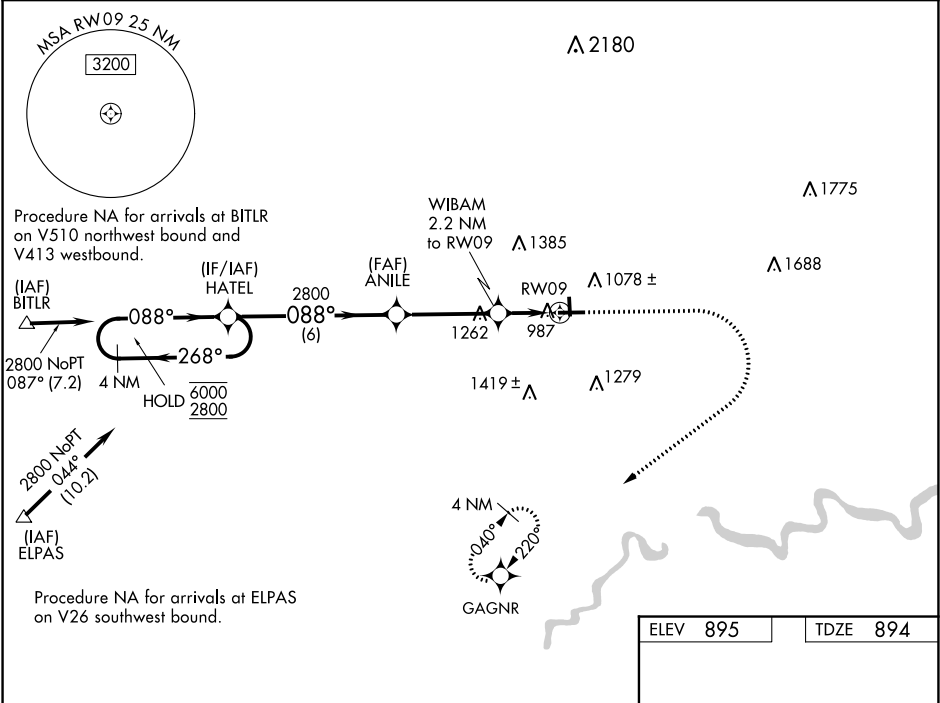 MSA RW09 25 NM
3200
2180
Procedure NA for arrivals at BITLR
on V510 northwest bound and
V413 westbound.
1775
WIBAM
2.2 NM
to RW09
1385
1688
(IAF)
BITLR
(IF/IAF)
HATEL
(FAF)
ANILE
RW09
1078 ±
088°
2800
088°
(6)
1262
987
268°
2800 NoPT
087° (7.2)
4 NM
HOLD
6000
2800
1419 ±
1279
2800 NoPT
044°
(10.2)
(IAF)
ELPAS
4 NM
040°
220°
GAGNR
Procedure NA for arrivals at ELPAS
on V26 southwest bound.
ELEV 895
TDZE 894